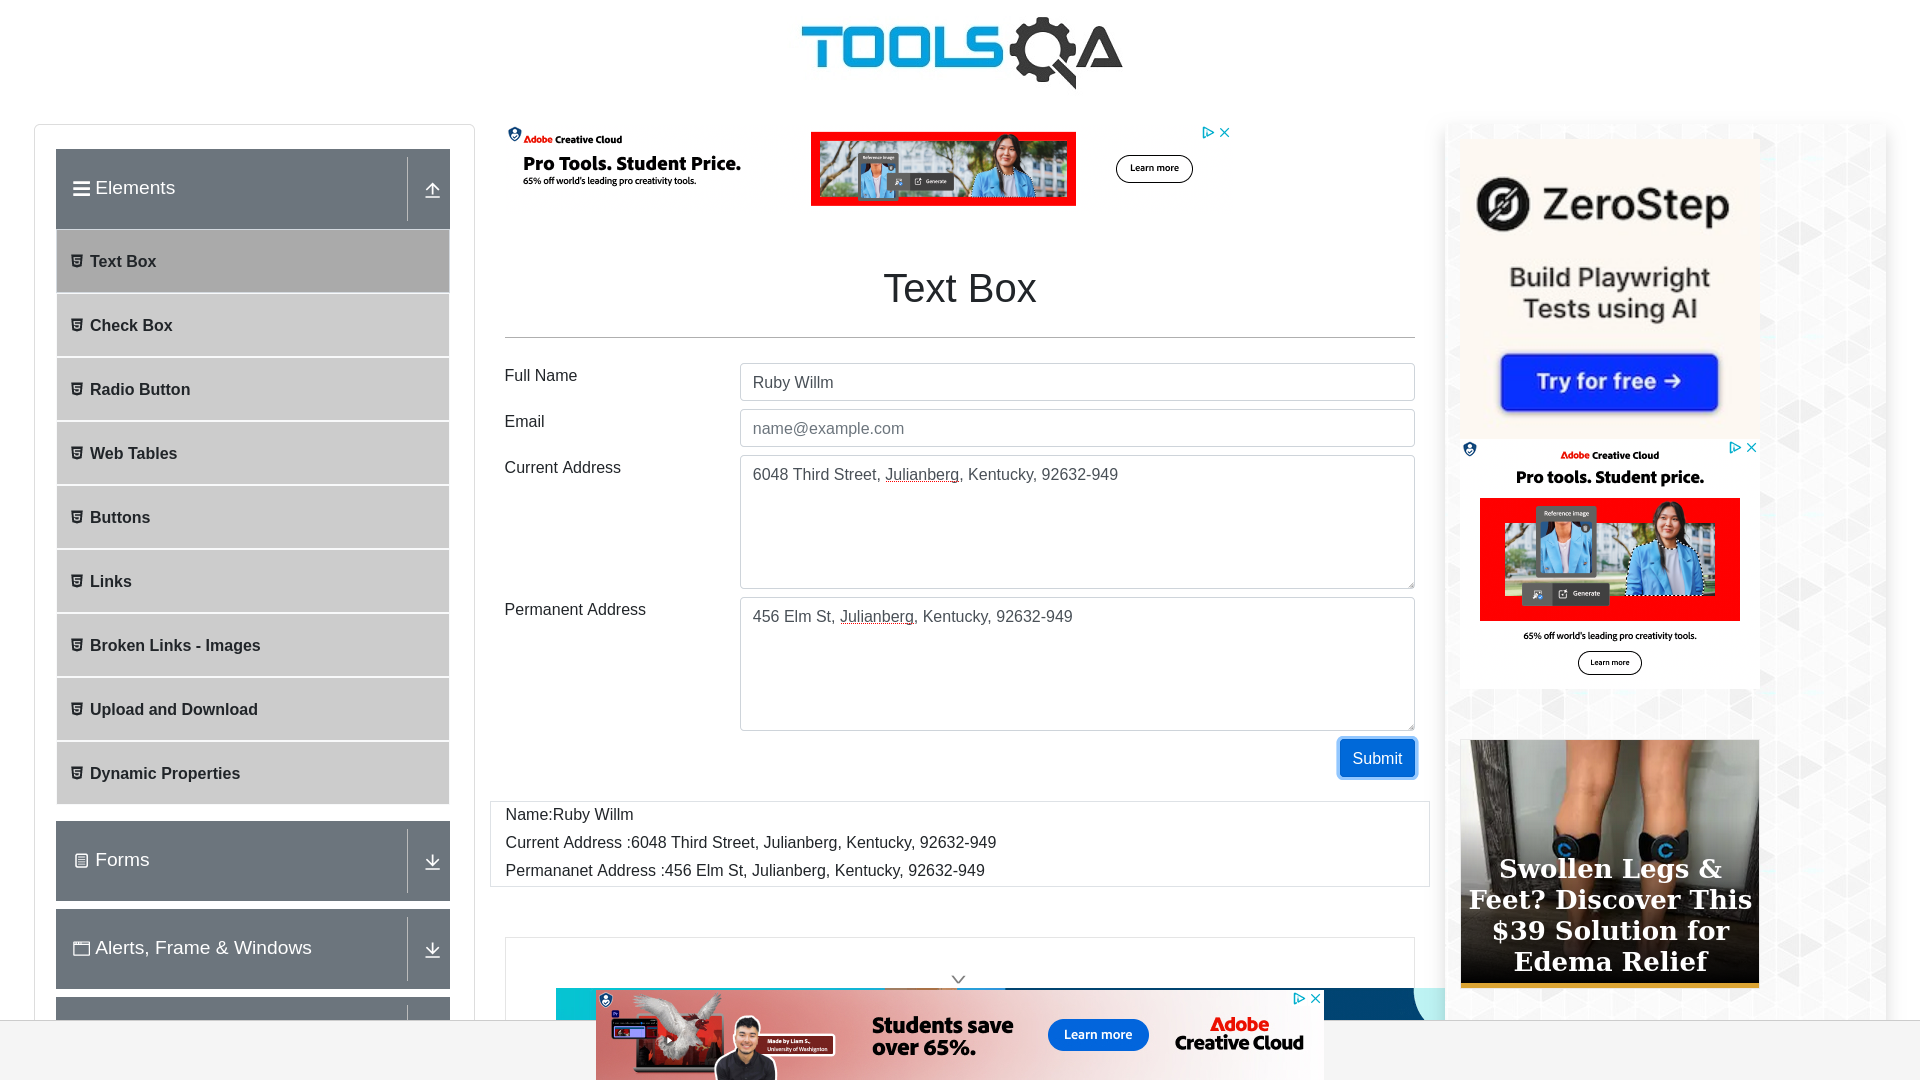 TOOLSQA
Elements
Text Box
Check Box
Radio Button
Web Tables
Buttons
Links
Broken Links - Images
Upload and Download
Dynamic Properties
Forms
Alerts, Frame & Windows
Adobe Creative Cloud
Pro Tools. Student Price.
65% off world's leading pro creativity tools.
Reference image
Generate
Learn more
Text Box
Full Name
Ruby Willm
Email
name@example.com
Current Address
6048 Third Street, Julianberg, Kentucky, 92632-949
Permanent Address
456 Elm St, Julianberg, Kentucky, 92632-949
Submit
Name:Ruby Willm
Current Address :6048 Third Street, Julianberg, Kentucky, 92632-949
Permananet Address :456 Elm St, Julianberg, Kentucky, 92632-949
ZeroStep
Build Playwright
Tests using AI
Try for free →
Adobe Creative Cloud
Pro tools. Student price.
Reference image
Generate
65% off world's leading pro creativity tools.
Learn more
Swollen Legs &
Feet? Discover This
$39 Solution for
Edema Relief
Made by Liam S.,
University of Washignton
Students save
over 65%.
Learn more
Adobe
Creative Cloud